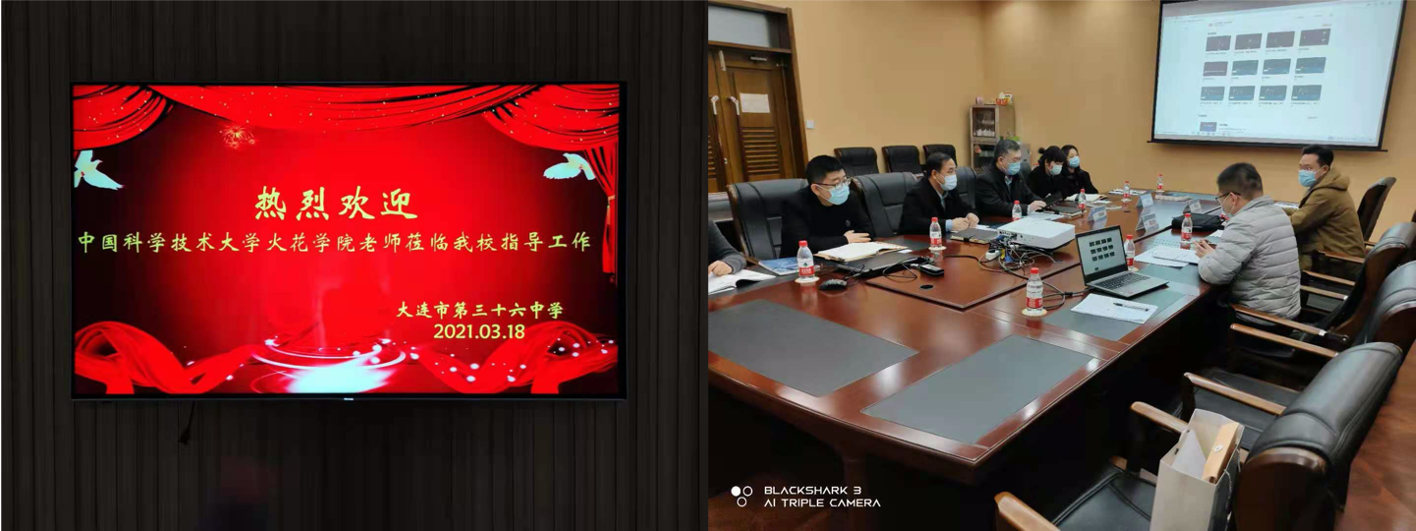 热烈欢迎
中国科学技术大学火花学院老师莅临我校指导工作
大连市第三十六中学
2021.03.18
BLACKSHARK 3
AI TRIPLE CAMERA